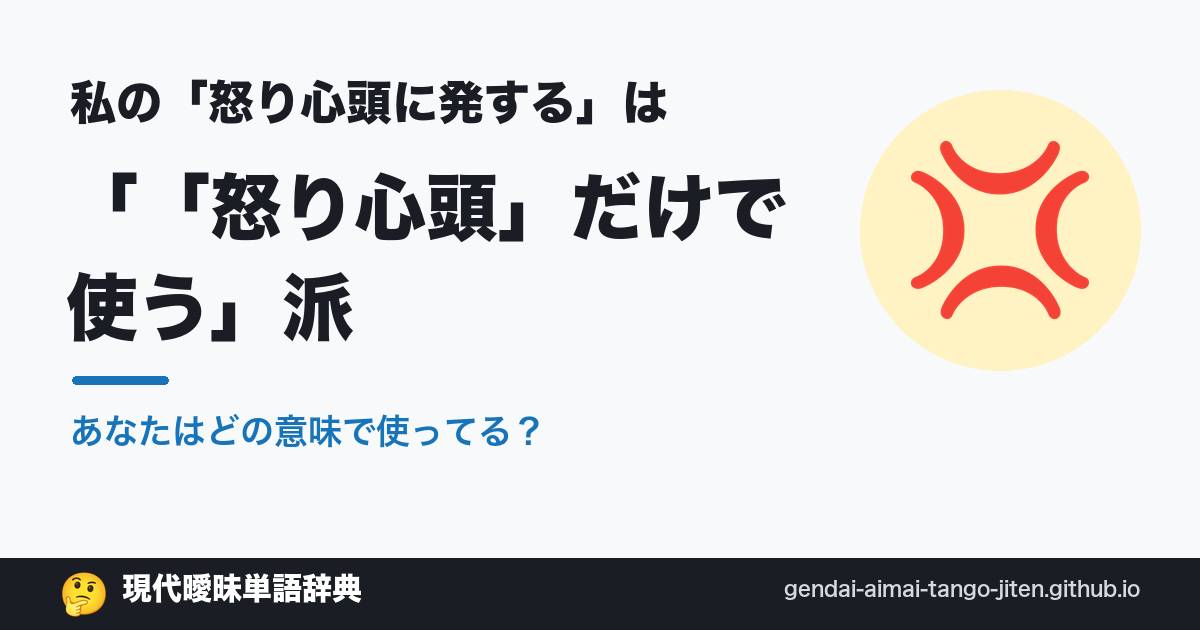 私の「怒り心頭に発する」は
「「怒り心頭」だけで
使う」派
あなたはどの意味で使ってる？
現代曖昧単語辞典
gendai-aimai-tango-jiten.github.io